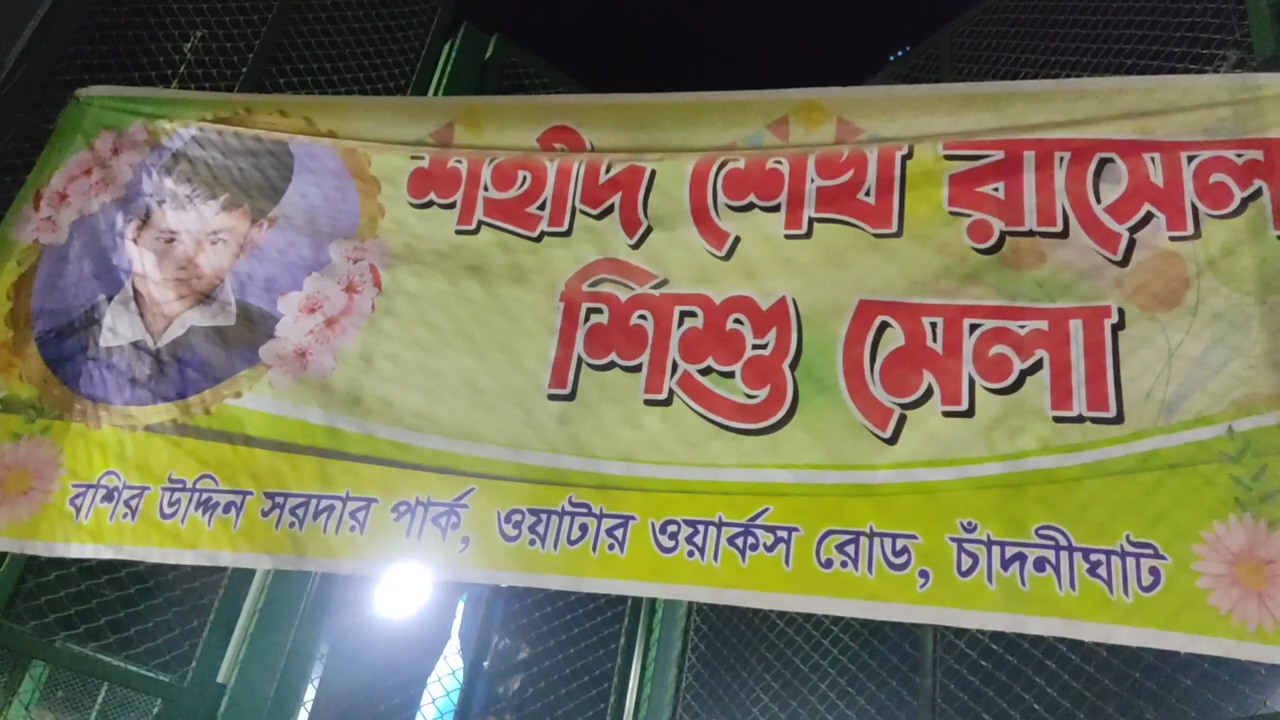 শহীদ শেখ রাসেল
শিশু মেলা
বশির উদ্দিন সরদার পার্ক, ওয়াটার ওয়ার্কস রোড, চাঁদনীঘাট